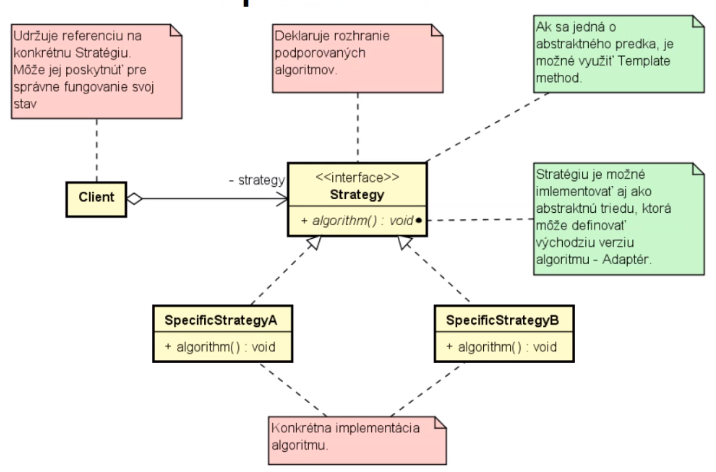 Udržuje referenciu na
konkrétnu Stratégiu.
Môže jej poskytnúť pre
správne fungovanie svoj
stav
Deklaruje rozhranie
podporovaných
algoritmov.
Ak sa jedná o
abstraktného predka, je
možné využiť Template
method.
Client
- strategy
<<interface>>
Strategy
+ algorithm() : void
Stratégiu je možné
imlementovať aj ako
abstraktnú triedu, ktorá
môže definovať
východziu verziu
algoritmu - Adaptér.
SpecificStrategyA
+ algorithm() : void
SpecificStrategyB
+ algorithm() : void
Konkrétna implementácia
algoritmu.